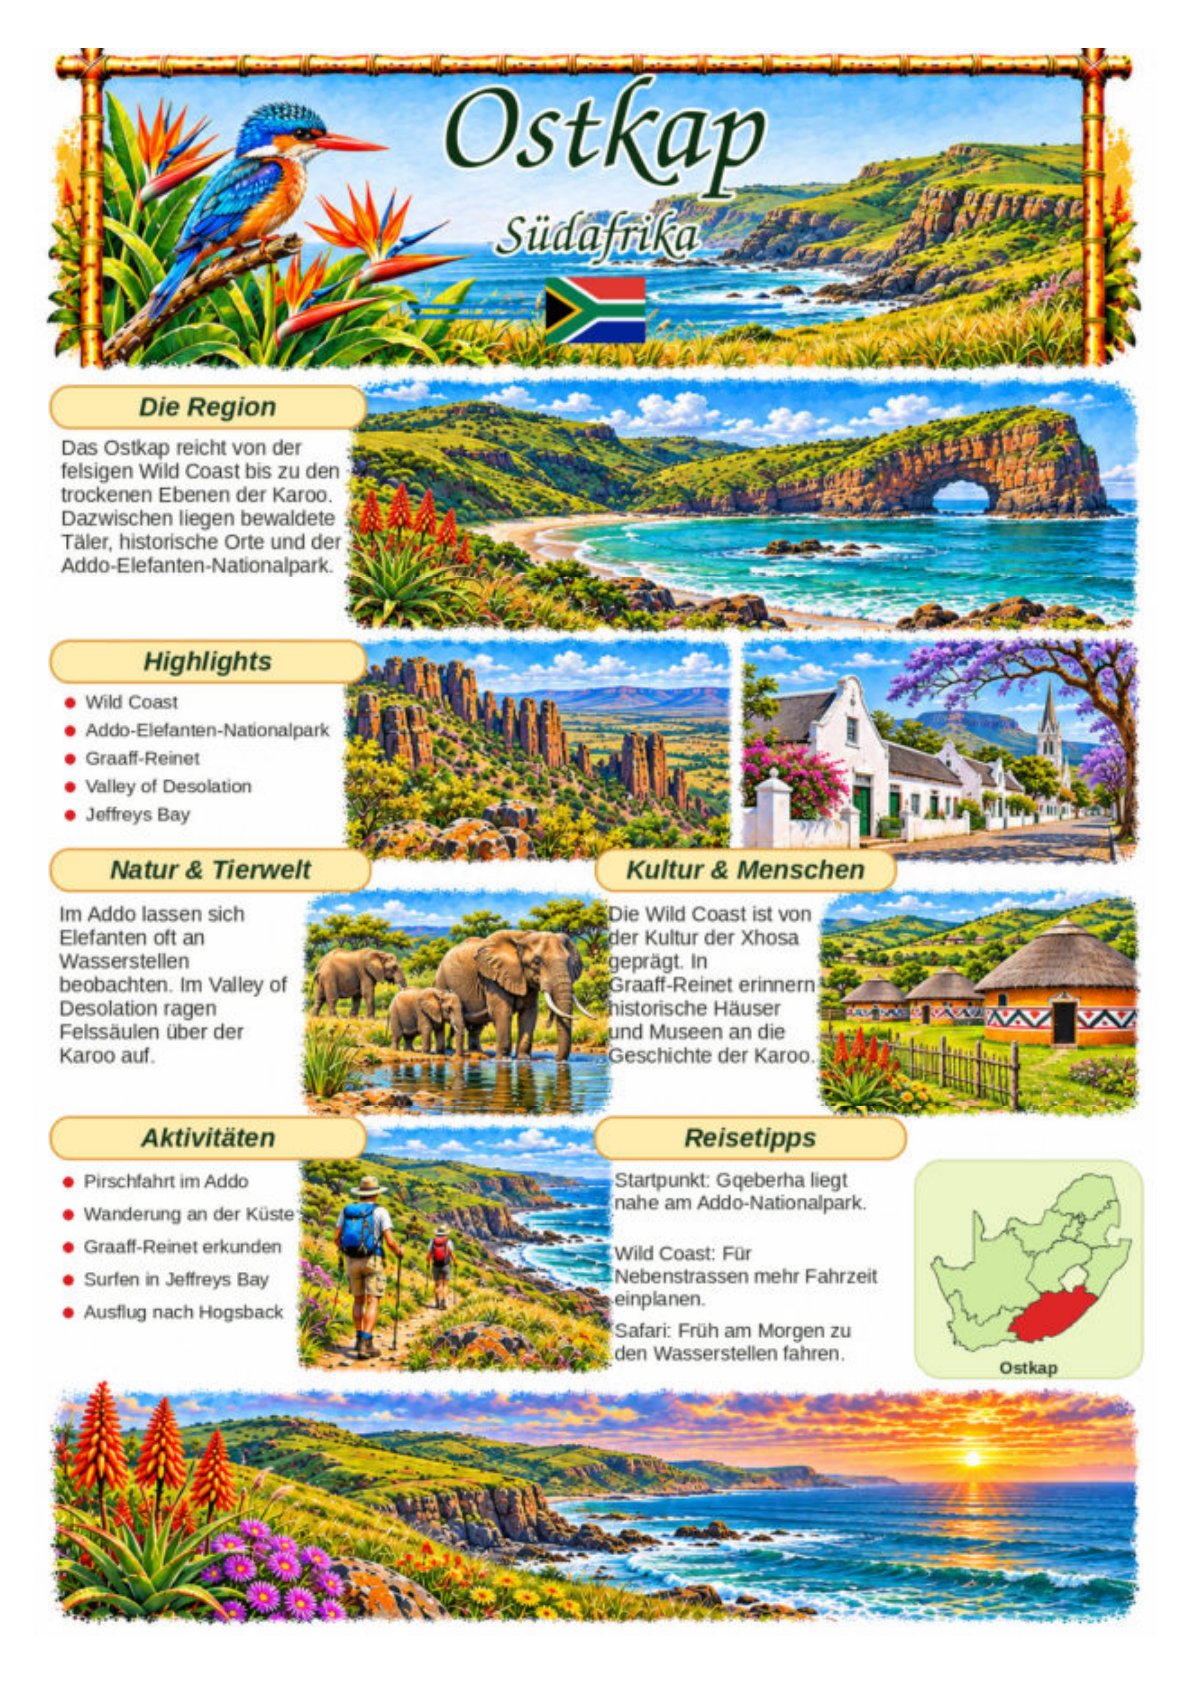 Ostkap
Südafrika
Die Region
Das Ostkap reicht von der
felsigen Wild Coast bis zu den
trockenen Ebenen der Karoo.
Dazwischen liegen bewaldete
Täler, historische Orte und der
Addo-Elefanten-Nationalpark.
Highlights
Wild Coast
Addo-Elefanten-Nationalpark
Graaff-Reinet
Valley of Desolation
Jeffreys Bay
Natur & Tierwelt
Im Addo lassen sich
Elefanten oft an
Wasserstellen
beobachten. Im Valley of
Desolation ragen
Felssäulen über der
Karoo auf.
Kultur & Menschen
Die Wild Coast ist von
der Kultur der Xhosa
geprägt. In
Graaff-Reinet erinnern
historische Häuser
und Museen an die
Geschichte der Karoo.
Aktivitäten
Pirschfahrt im Addo
Wanderung an der Küste
Graaff-Reinet erkunden
Surfen in Jeffreys Bay
Ausflug nach Hogsback
Reisetipps
Startpunkt: Gqeberha liegt
nahe am Addo-Nationalpark.
Wild Coast: Für
Nebenstrassen mehr Fahrzeit
einplanen.
Safari: Früh am Morgen zu
den Wasserstellen fahren.
Ostkap